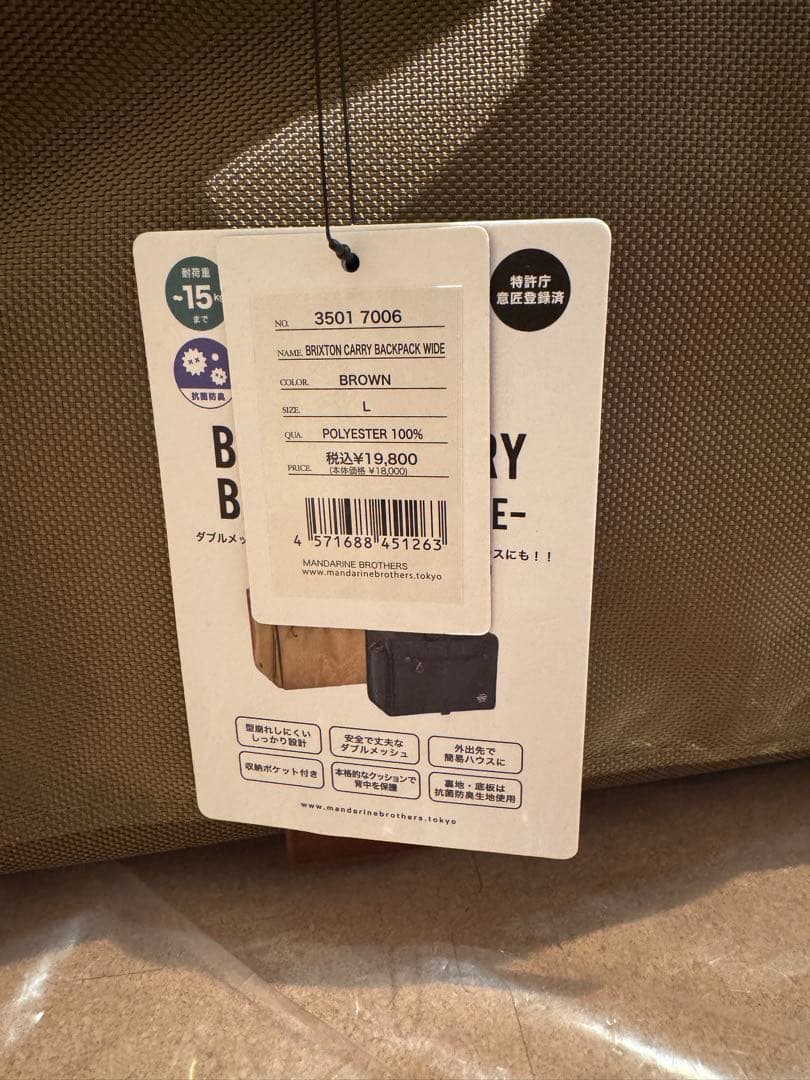 耐荷重
~15kg
まで
特許庁
意匠登録済
抗菌防臭
NO. 3501 7006
NAME. BRIXTON CARRY BACKPACK WIDE
COLOR. BROWN
SIZE. L
QUA. POLYESTER 100%
PRICE. 税込¥19,800
(本体価格 ¥18,000)
4 571688 451263
MANDARINE BROTHERS
www.mandarinebrothers.tokyo
B RY
B E-
ダブルメッ スにも!!
型崩れしにくい
しっかり設計
安全で丈夫な
ダブルメッシュ
外出先で
簡易ハウスに
収納ポケット付き
本格的なクッションで
背中を保護
裏地・底板は
抗菌防臭生地使用
www.mandarinebrothers.tokyo